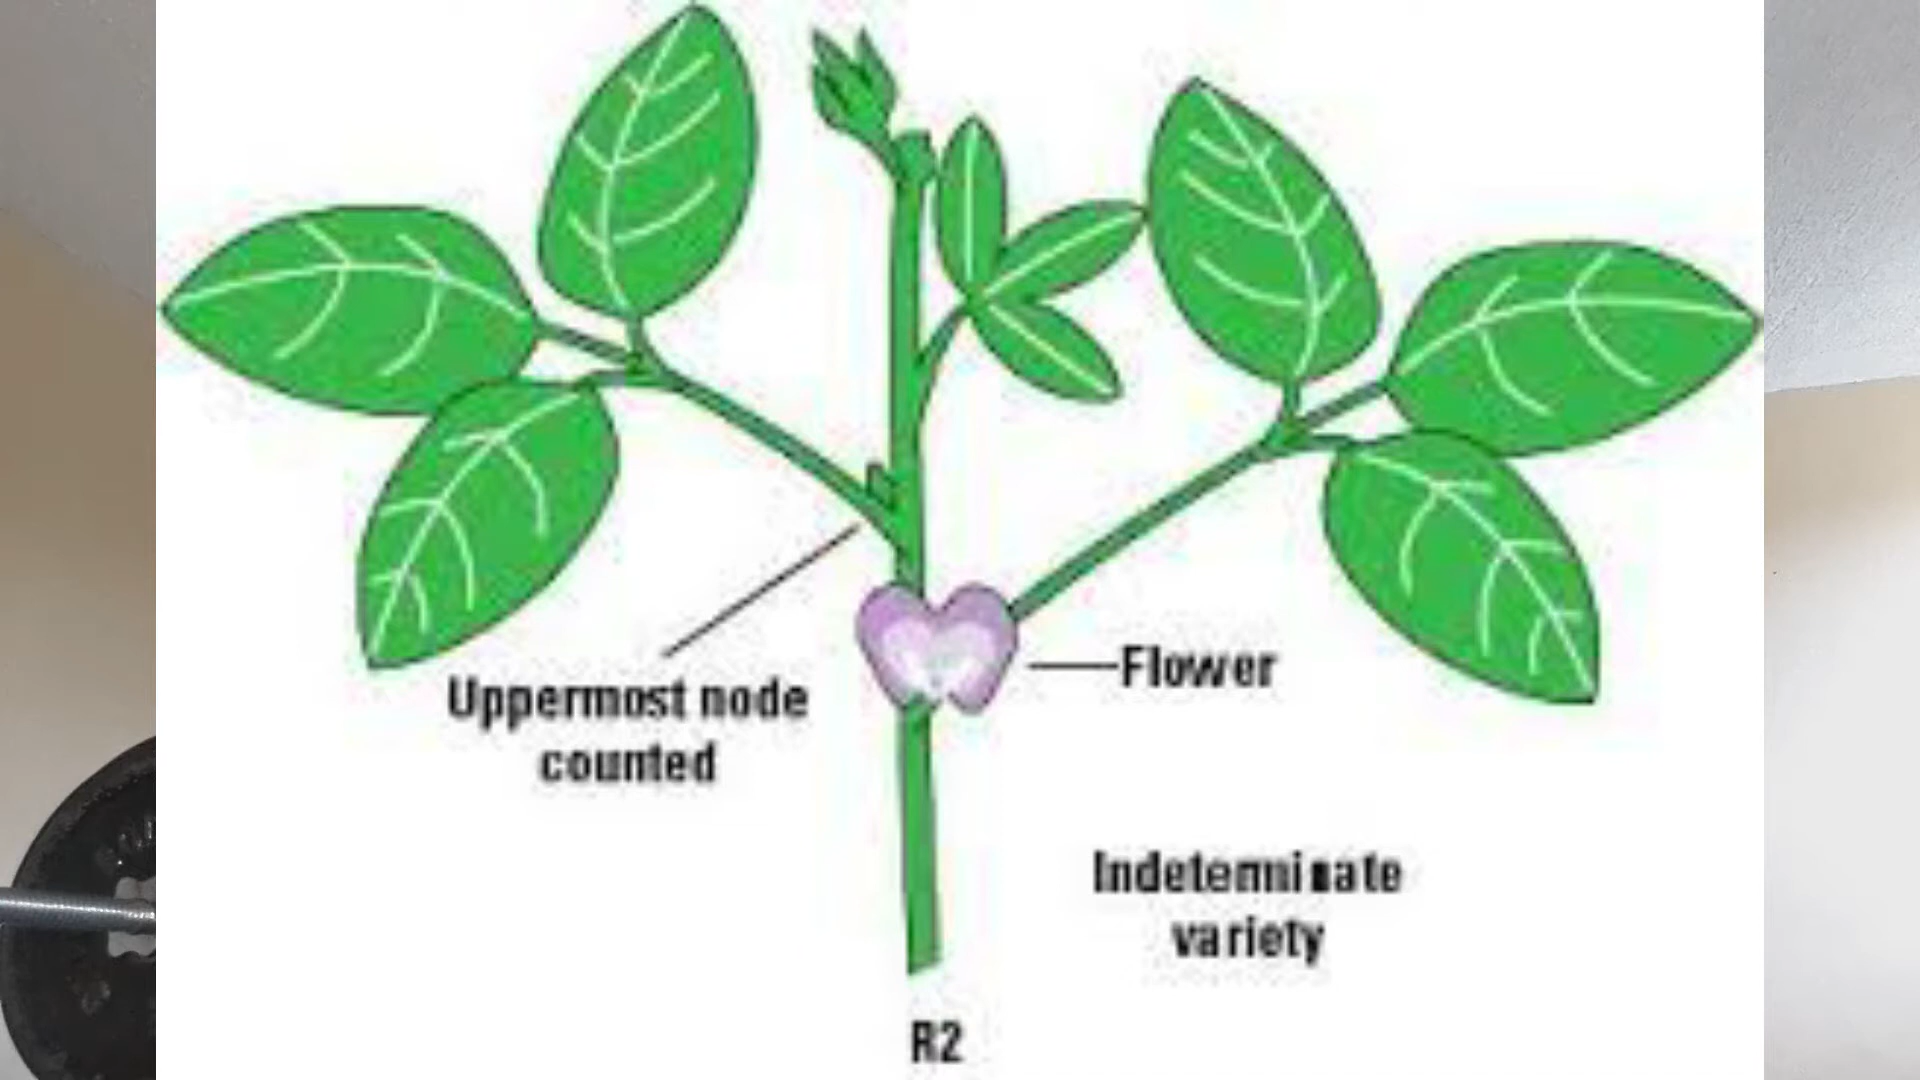 Uppermost node
counted
Flower
Indeterminate
variety
R2